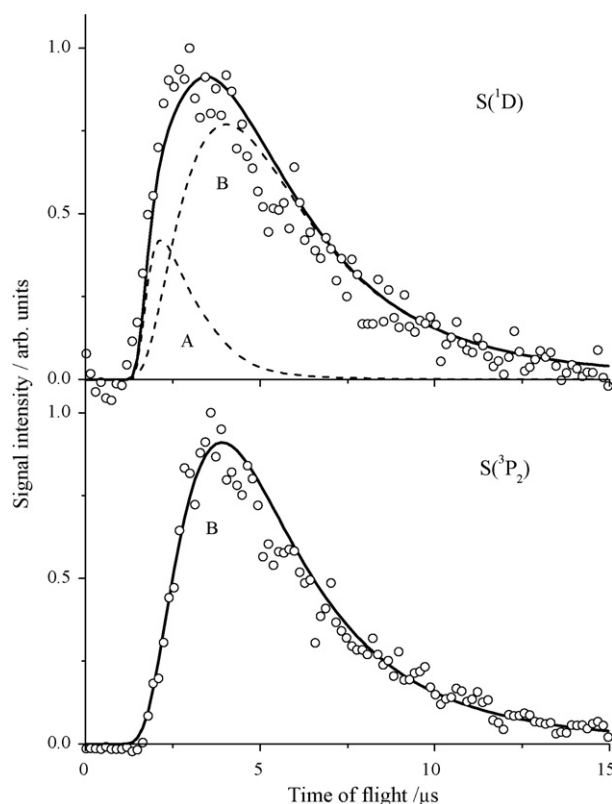 1.0
S(¹D)
B
0.5
A
0.0
Signal intensity / arb. units
1.0
S(³P₂)
B
0.5
0.0
0 5 10 15
Time of flight /μs